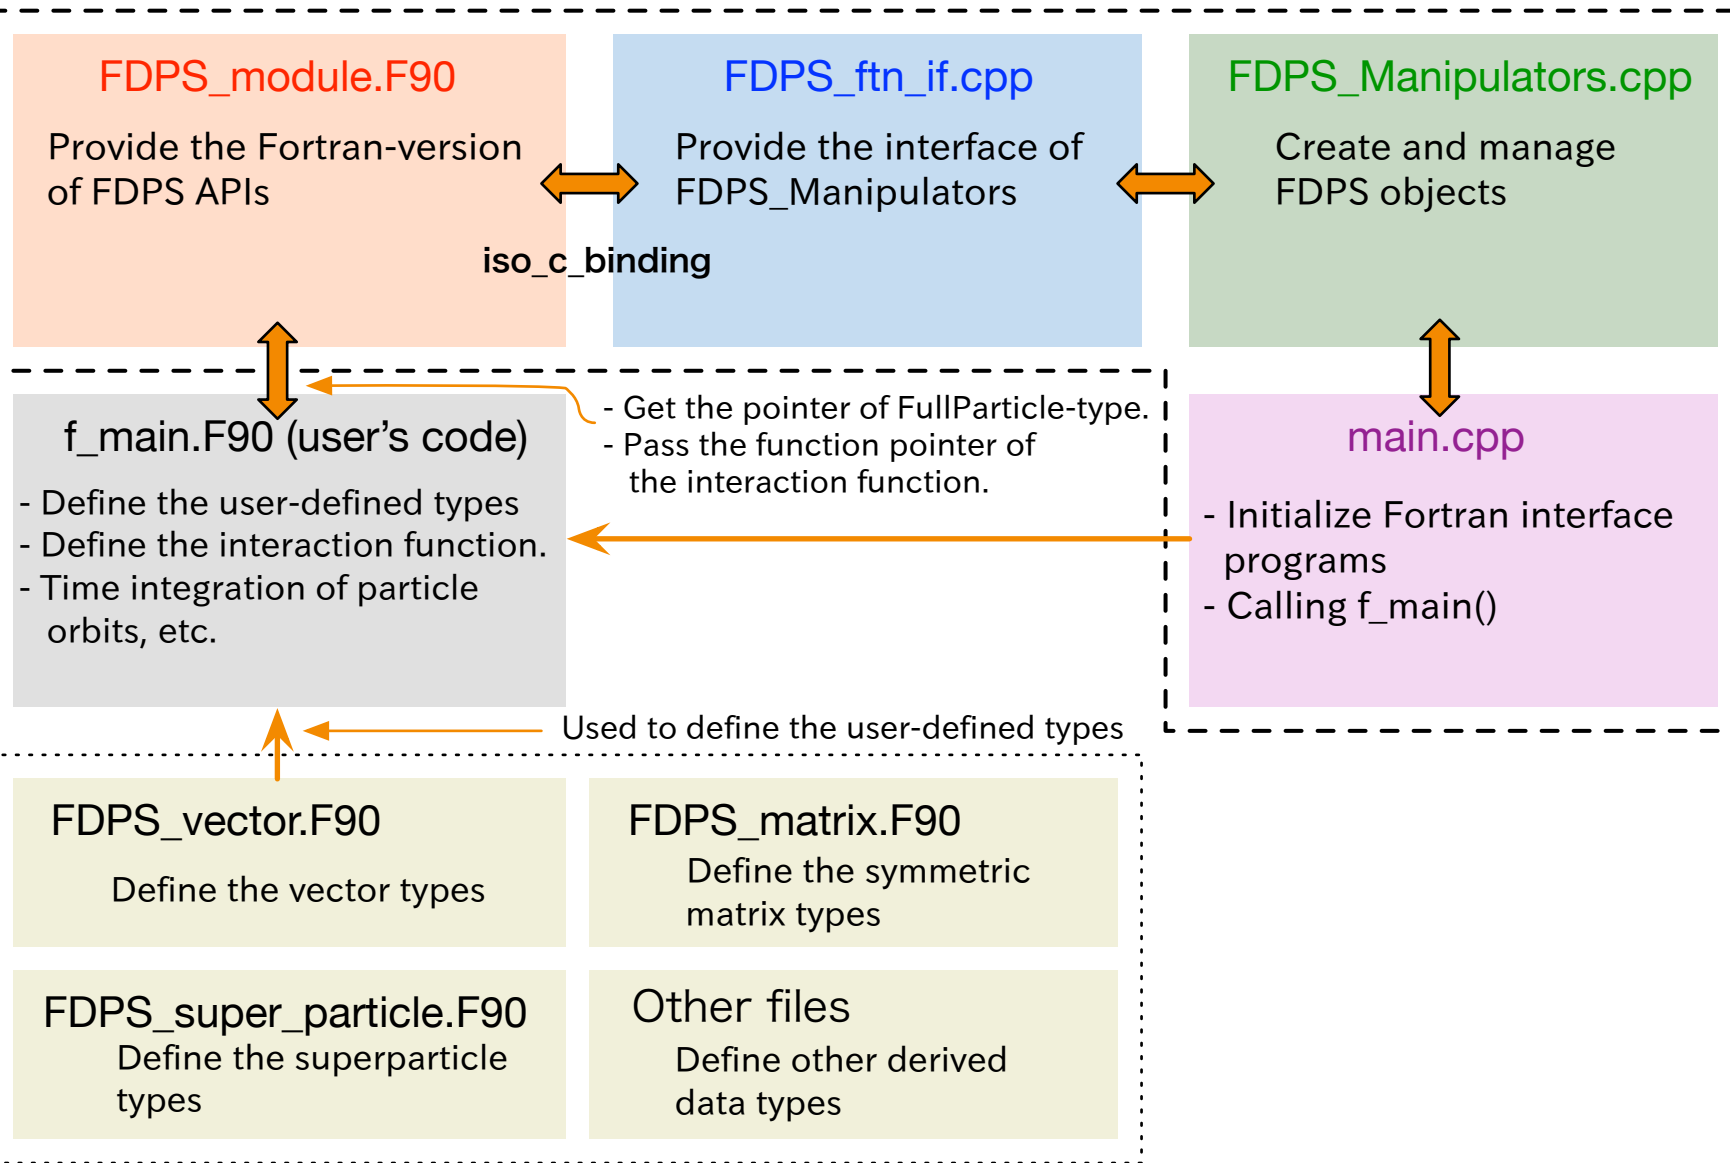 FDPS_module.F90
Provide the Fortran-version
of FDPS APIs
FDPS_ftn_if.cpp
Provide the interface of
FDPS_Manipulators
FDPS_Manipulators.cpp
Create and manage
FDPS objects
iso_c_binding
f_main.F90 (user’s code)
- Define the user-defined types
- Define the interaction function.
- Time integration of particle
orbits, etc.
- Get the pointer of FullParticle-type.
- Pass the function pointer of
the interaction function.
main.cpp
- Initialize Fortran interface
programs
- Calling f_main()
Used to define the user-defined types
FDPS_vector.F90
Define the vector types
FDPS_matrix.F90
Define the symmetric
matrix types
FDPS_super_particle.F90
Define the superparticle
types
Other files
Define other derived
data types